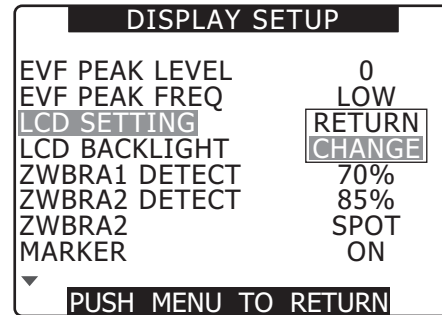 DISPLAY SETUP
EVF PEAK LEVEL 0
EVF PEAK FREQ LOW
LCD SETTING RETURN
LCD BACKLIGHT CHANGE
ZWBRA1 DETECT 70%
ZWBRA2 DETECT 85%
ZWBRA2 SPOT
MARKER ON
PUSH MENU TO RETURN